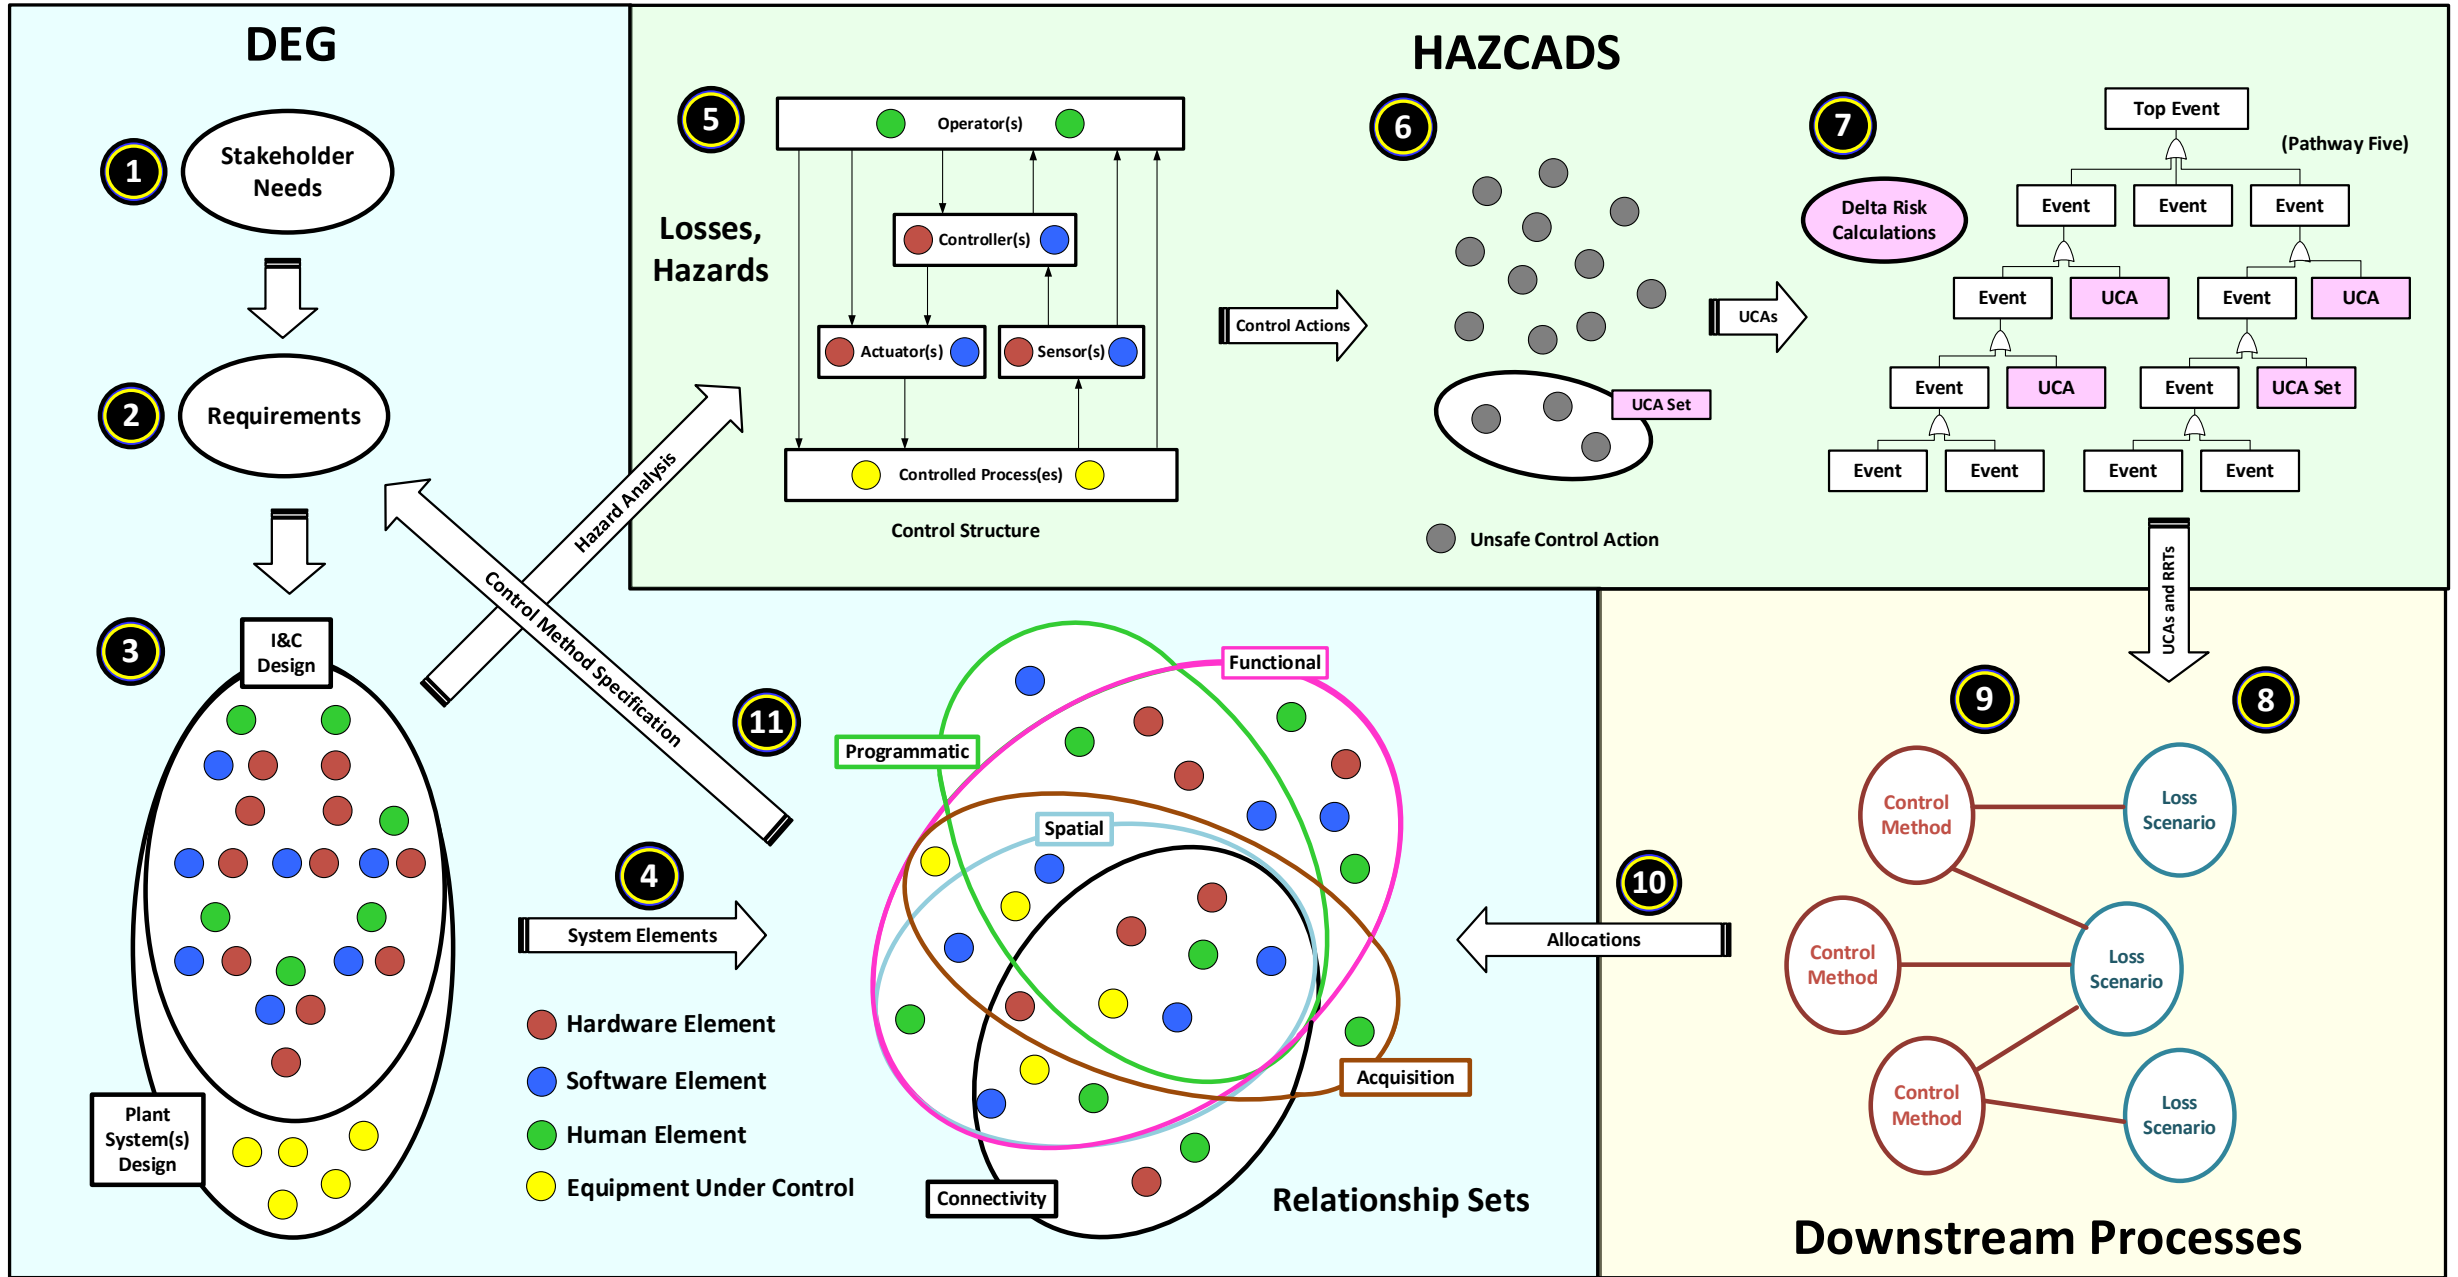 DEG
1
Stakeholder
Needs
2
Requirements
3
I&C
Design
Plant
System(s)
Design
Hazard Analysis
Control Method Specification
11
4
System Elements
Hardware Element
Software Element
Human Element
Equipment Under Control
HAZCADS
5
Losses,
Hazards
Operator(s)
Controller(s)
Actuator(s)
Sensor(s)
Controlled Process(es)
Control Structure
Control Actions
6
UCA Set
Unsafe Control Action
UCAs
7
Delta Risk
Calculations
(Pathway Five)
Top Event
Event
Event
Event
Event
UCA
Event
UCA
Event
UCA
Event
UCA Set
Event
Event
Event
Event
UCAs and RRTs
Functional
Programmatic
Spatial
Acquisition
Connectivity
Relationship Sets
10
Allocations
9
8
Control
Method
Loss
Scenario
Control
Method
Loss
Scenario
Control
Method
Loss
Scenario
Downstream Processes